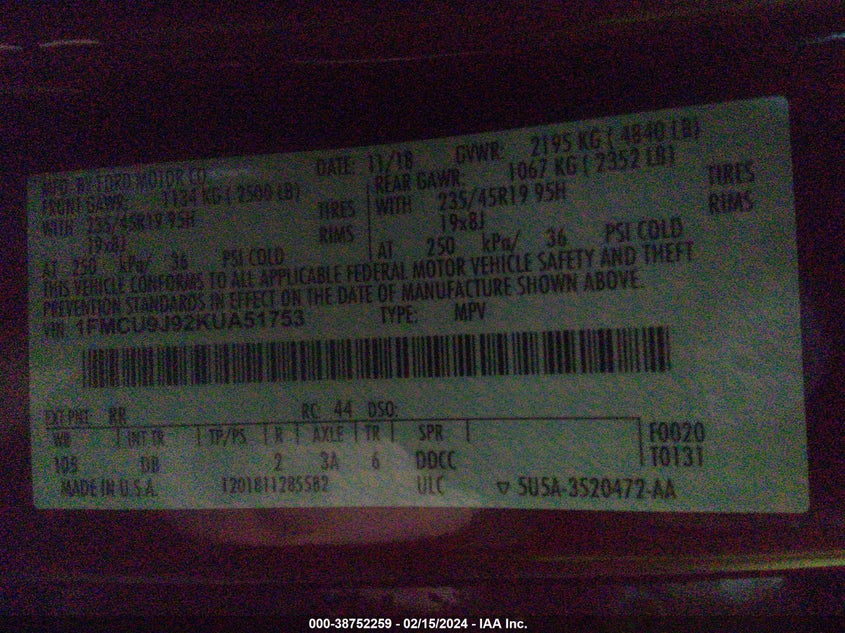 MFD. BY FORD MOTOR CO. DATE: 11/18 GVWR: 2195 KG ( 4840 LB)
FRONT GAWR: 1134 KG ( 2500 LB) REAR GAWR: 1067 KG ( 2352 LB)
WITH 235/45R19 95H TIRES WITH 235/45R19 95H TIRES
19x8J RIMS 19x8J RIMS
AT 250 kPa/ 36 PSI COLD AT 250 kPa/ 36 PSI COLD
THIS VEHICLE CONFORMS TO ALL APPLICABLE FEDERAL MOTOR VEHICLE SAFETY AND THEFT
PREVENTION STANDARDS IN EFFECT ON THE DATE OF MANUFACTURE SHOWN ABOVE.
VIN: 1FMCU9J92KUA51753 TYPE: MPV
EXT PNT: RR RC: 44 DSO:
WB INT TR TP/PS R AXLE TR SPR F0020
105 DB 2 3A 6 DDCC T0131
MADE IN U.S.A. 1201811285582 ULC ▽ 5U5A-3520472-AA
000-38752259 - 02/15/2024 - IAA Inc.